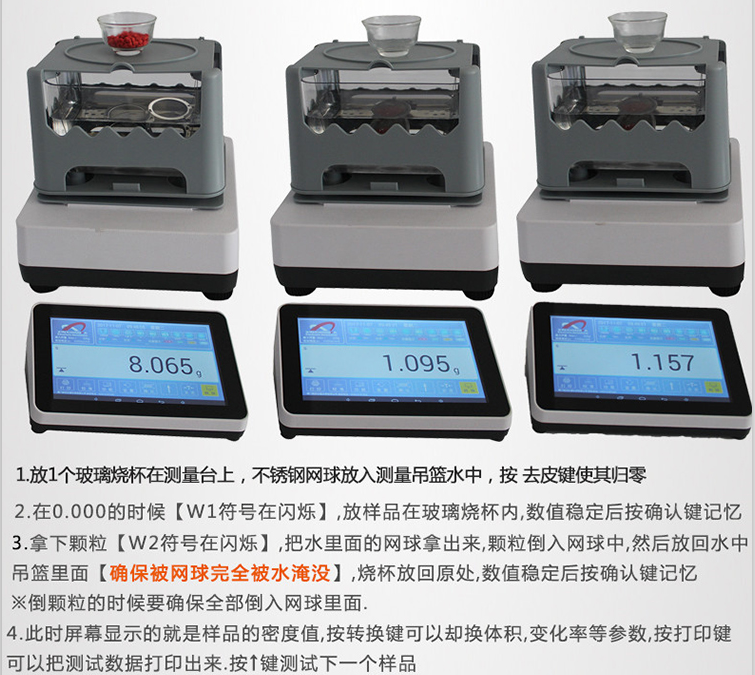 8.065g
1.095g
1.157
1.放1个玻璃烧杯在测量台上，不锈钢网球放入测量吊篮水中，按 去皮键使其归零
2.在0.000的时候【W1符号在闪烁】,放样品在玻璃烧杯内,数值稳定后按确认键记忆
3.拿下颗粒【W2符号在闪烁】,把水里面的网球拿出来,颗粒倒入网球中,然后放回水中
吊篮里面【确保被网球完全被水淹没】,烧杯放回原处,数值稳定后按确认键记忆
※倒颗粒的时候要确保全部倒入网球里面.
4.此时屏幕显示的就是样品的密度值,按转换键可以却换体积,变化率等参数,按打印键
可以把测试数据打印出来.按↑键测试下一个样品